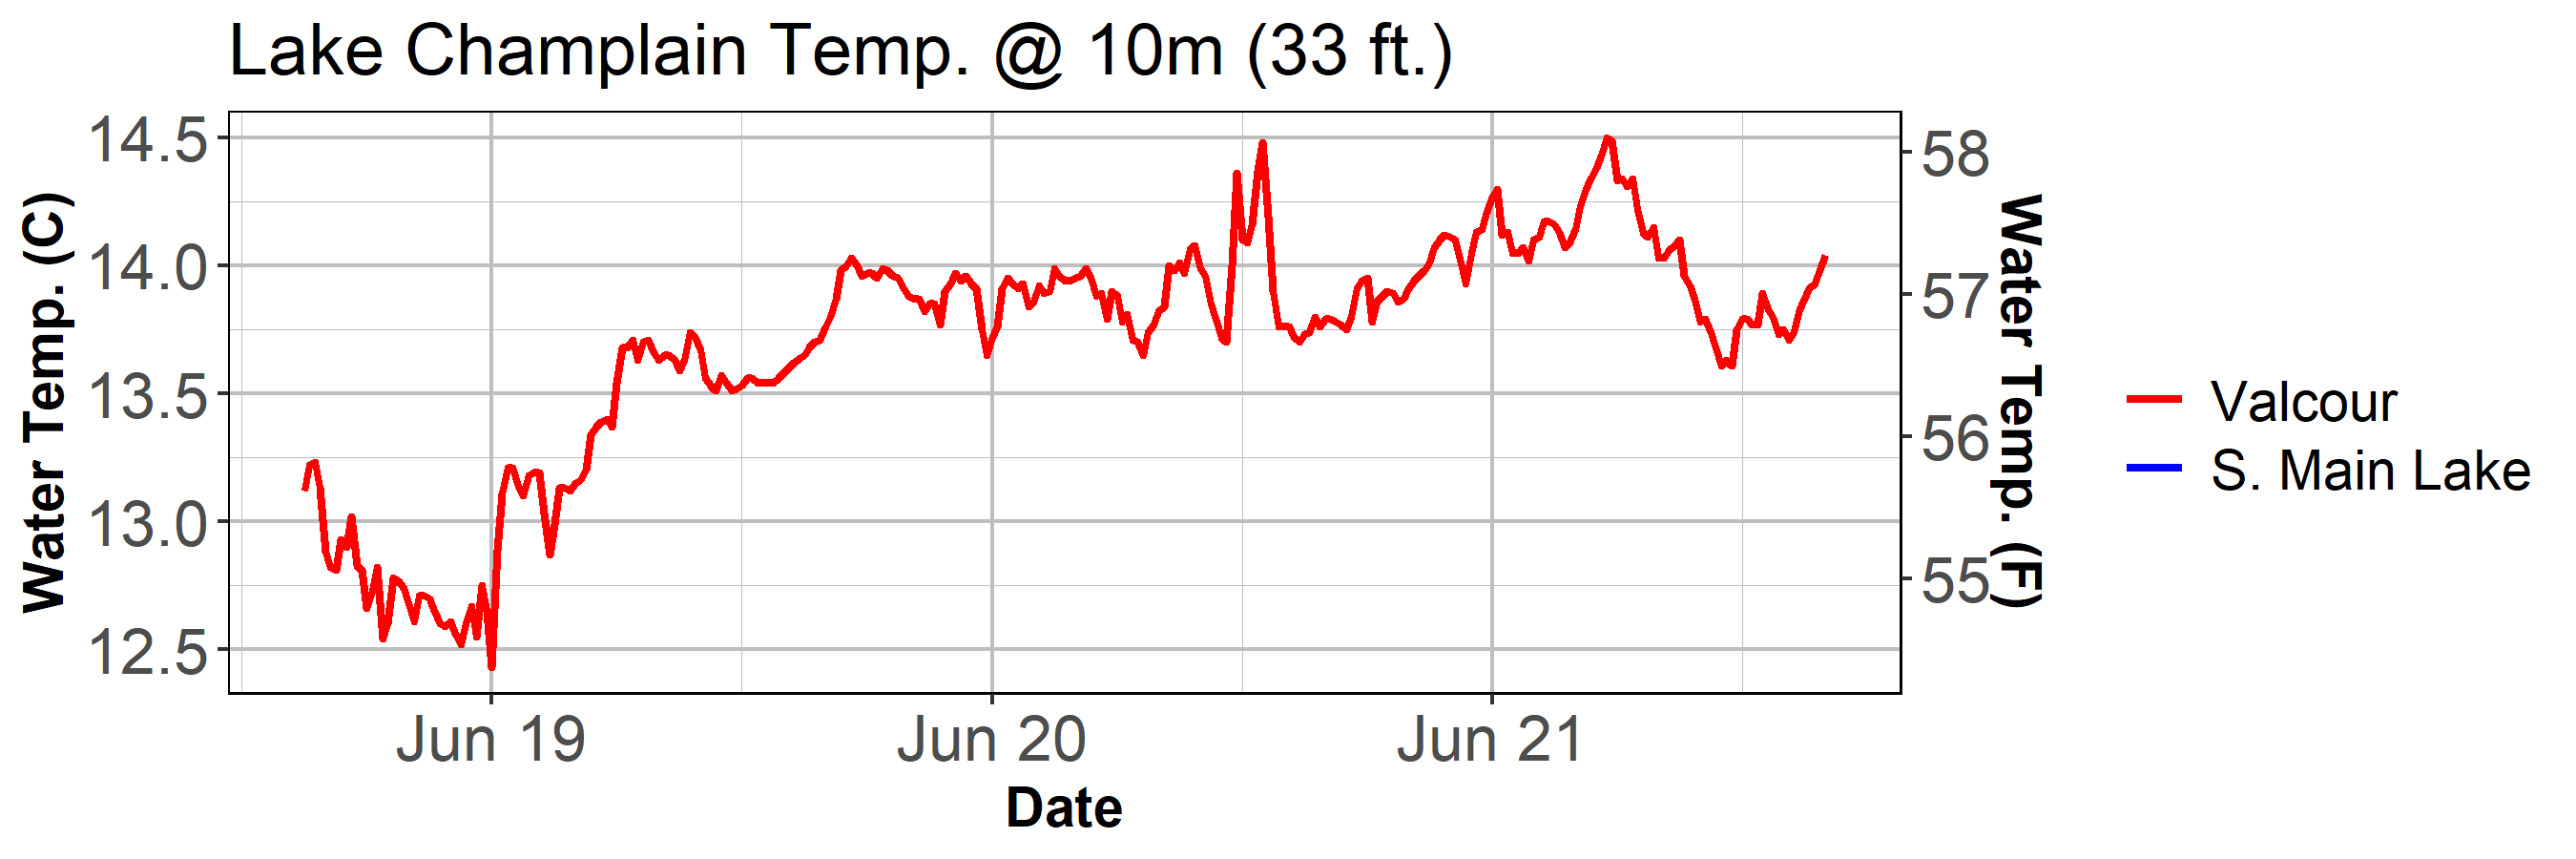 Lake Champlain Temp. @ 10m (33 ft.)
Water Temp. (C)
14.5
14.0
13.5
13.0
12.5
58
57
56
55
Water Temp. (F)
Valcour
S. Main Lake
Jun 19
Jun 20
Jun 21
Date